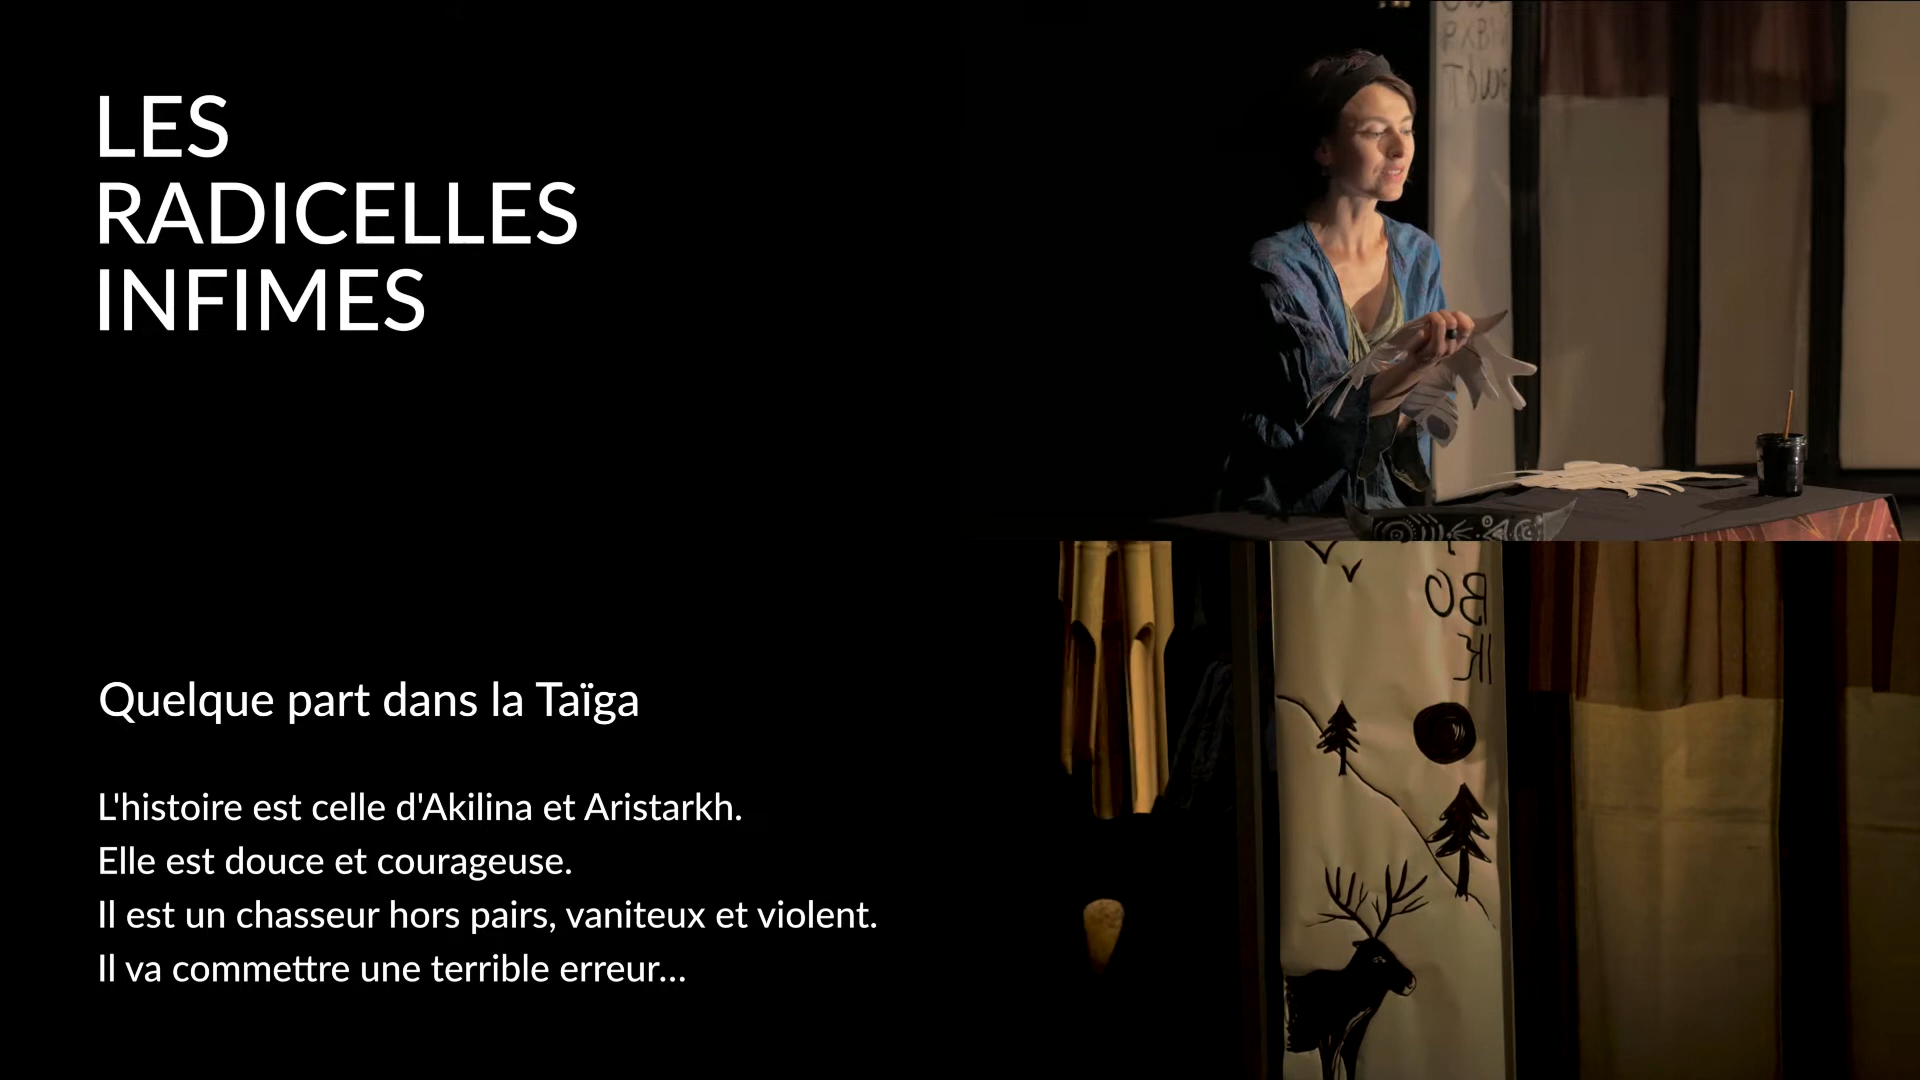 LES
RADICELLES
INFIMES
Quelque part dans la Taïga
L'histoire est celle d'Akilina et Aristarkh.
Elle est douce et courageuse.
Il est un chasseur hors pairs, vaniteux et violent.
Il va commettre une terrible erreur...